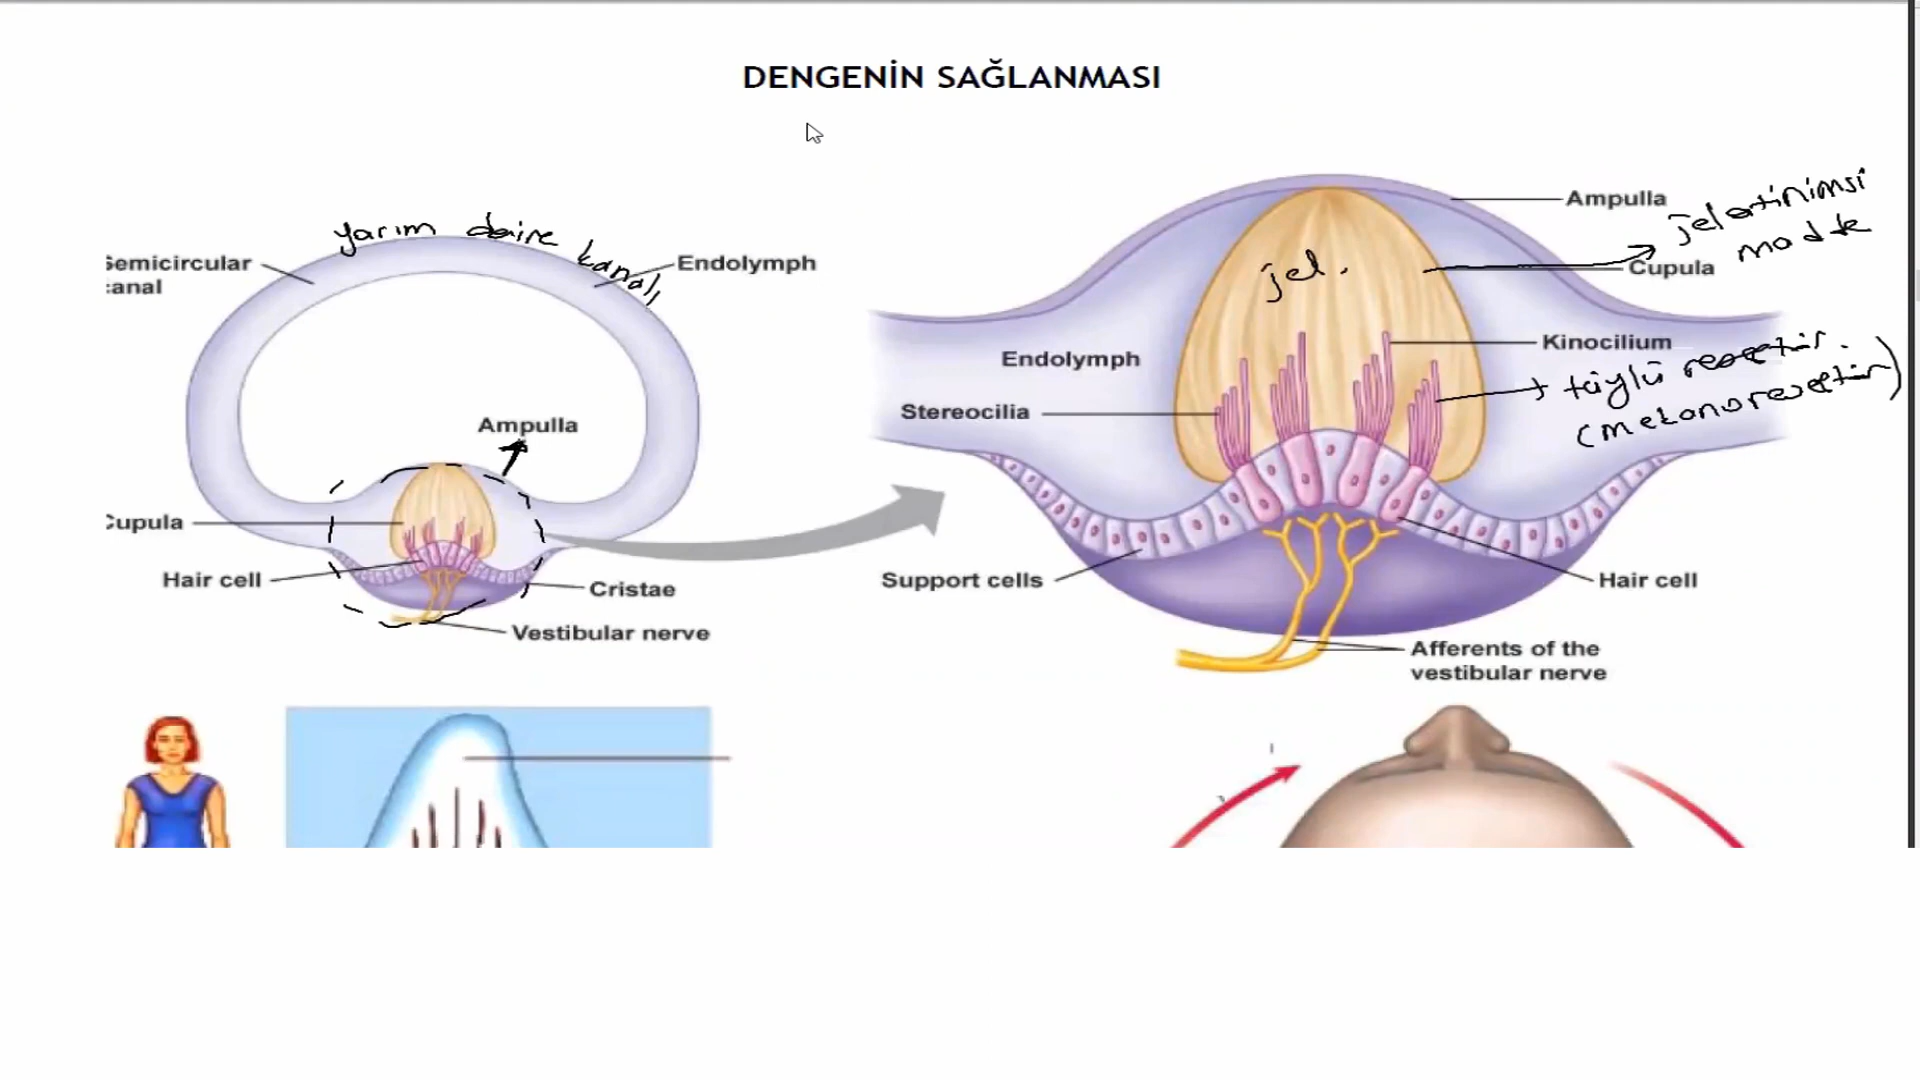 DENGENİN SAĞLANMASI
yarım daire kanalı
Semicircular
canal
Endolymph
Ampulla
Cupula
Hair cell
Cristae
Vestibular nerve
Ampulla
jelatinimsi
madde
Cupula
jel.
Kinocilium
Endolymph
tüylü reseptör.
(mekanoreseptör)
Stereocilia
Support cells
Hair cell
Afferents of the
vestibular nerve